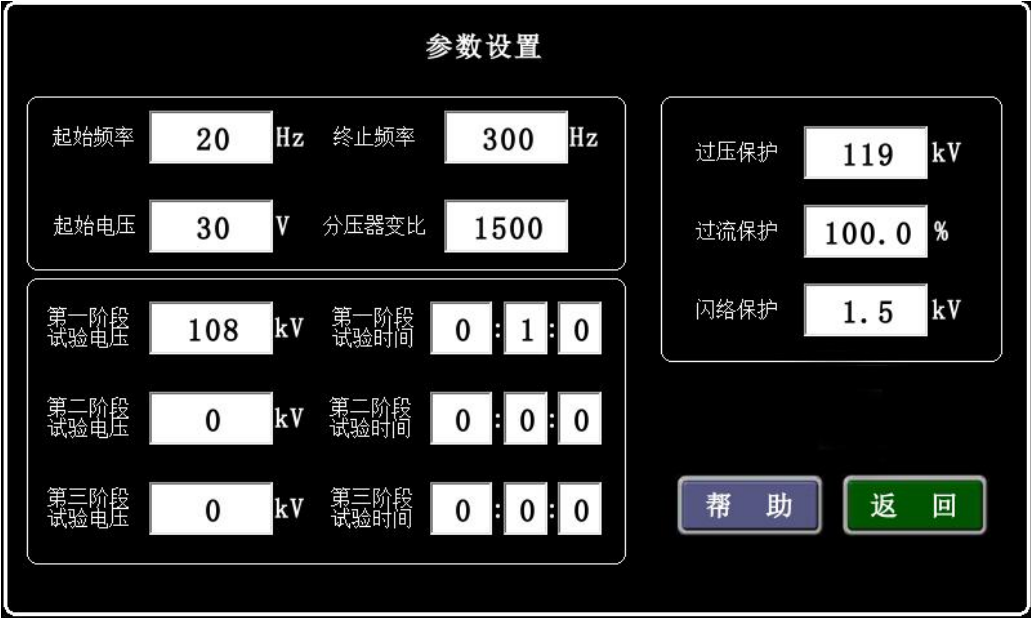 参数设置
起始频率 20 Hz 终止频率 300 Hz
起始电压 30 V 分压器变比 1500
第一阶段
试验电压 108 kV 第一阶段
试验时间 0 : 1 : 0
第二阶段
试验电压 0 kV 第二阶段
试验时间 0 : 0 : 0
第三阶段
试验电压 0 kV 第三阶段
试验时间 0 : 0 : 0
过压保护 119 kV
过流保护 100.0 %
闪络保护 1.5 kV
帮 助 返 回